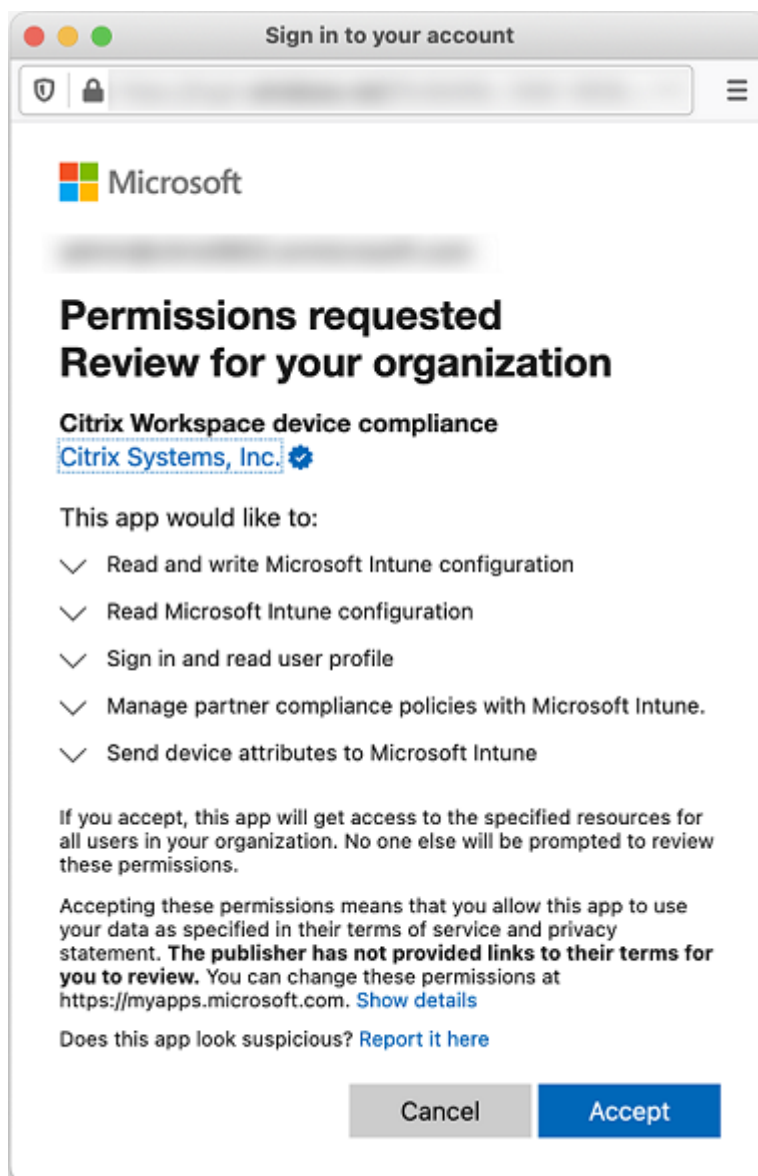 Sign in to your account
Microsoft
Permissions requested
Review for your organization
Citrix Workspace device compliance
Citrix Systems, Inc.
This app would like to:
Read and write Microsoft Intune configuration
Read Microsoft Intune configuration
Sign in and read user profile
Manage partner compliance policies with Microsoft Intune.
Send device attributes to Microsoft Intune
If you accept, this app will get access to the specified resources for
all users in your organization. No one else will be prompted to review
these permissions.
Accepting these permissions means that you allow this app to use
your data as specified in their terms of service and privacy
statement. The publisher has not provided links to their terms for
you to review. You can change these permissions at
https://myapps.microsoft.com. Show details
Does this app look suspicious? Report it here
Cancel Accept